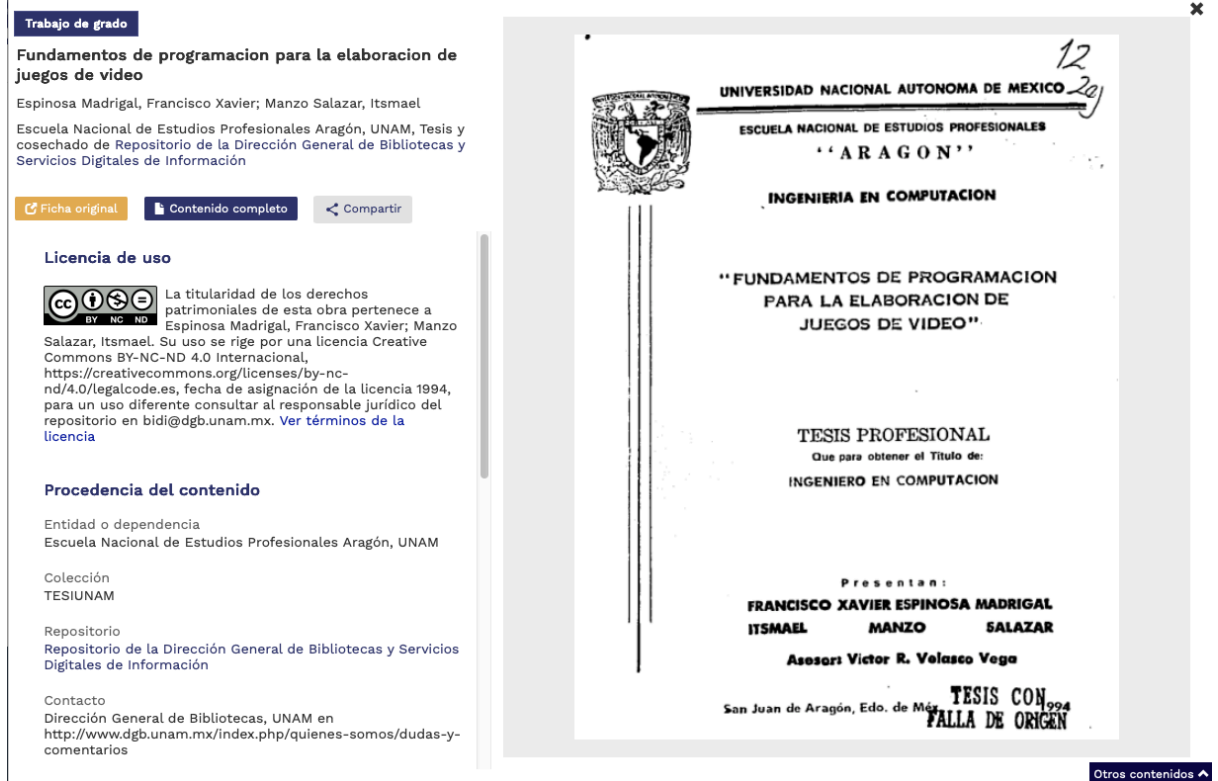 Trabajo de grado
Fundamentos de programacion para la elaboracion de
juegos de video
Espinosa Madrigal, Francisco Xavier; Manzo Salazar, Itsmael
Escuela Nacional de Estudios Profesionales Aragón, UNAM, Tesis y
cosechado de Repositorio de la Dirección General de Bibliotecas y
Servicios Digitales de Información
Ficha original
Contenido completo
Compartir
Licencia de uso
cc BY NC ND
La titularidad de los derechos
patrimoniales de esta obra pertenece a
Espinosa Madrigal, Francisco Xavier; Manzo
Salazar, Itsmael. Su uso se rige por una licencia Creative
Commons BY-NC-ND 4.0 Internacional,
https://creativecommons.org/licenses/by-nc-
nd/4.0/legalcode.es, fecha de asignación de la licencia 1994,
para un uso diferente consultar al responsable jurídico del
repositorio en bidi@dgb.unam.mx. Ver términos de la
licencia
Procedencia del contenido
Entidad o dependencia
Escuela Nacional de Estudios Profesionales Aragón, UNAM
Colección
TESIUNAM
Repositorio
Repositorio de la Dirección General de Bibliotecas y Servicios
Digitales de Información
Contacto
Dirección General de Bibliotecas, UNAM en
http://www.dgb.unam.mx/index.php/quienes-somos/dudas-y-
comentarios
12
2ej
UNIVERSIDAD NACIONAL AUTONOMA DE MEXICO
ESCUELA NACIONAL DE ESTUDIOS PROFESIONALES
''ARAGON''
INGENIERIA EN COMPUTACION
"FUNDAMENTOS DE PROGRAMACION
PARA LA ELABORACION DE
JUEGOS DE VIDEO"
TESIS PROFESIONAL
Que para obtener el Título de:
INGENIERO EN COMPUTACION
Presentan:
FRANCISCO XAVIER ESPINOSA MADRIGAL
ITSMAEL MANZO SALAZAR
Asesor: Victor R. Velasco Vega
San Juan de Aragón, Edo. de Méx. 1994
TESIS CON
FALLA DE ORIGEN
Otros contenidos